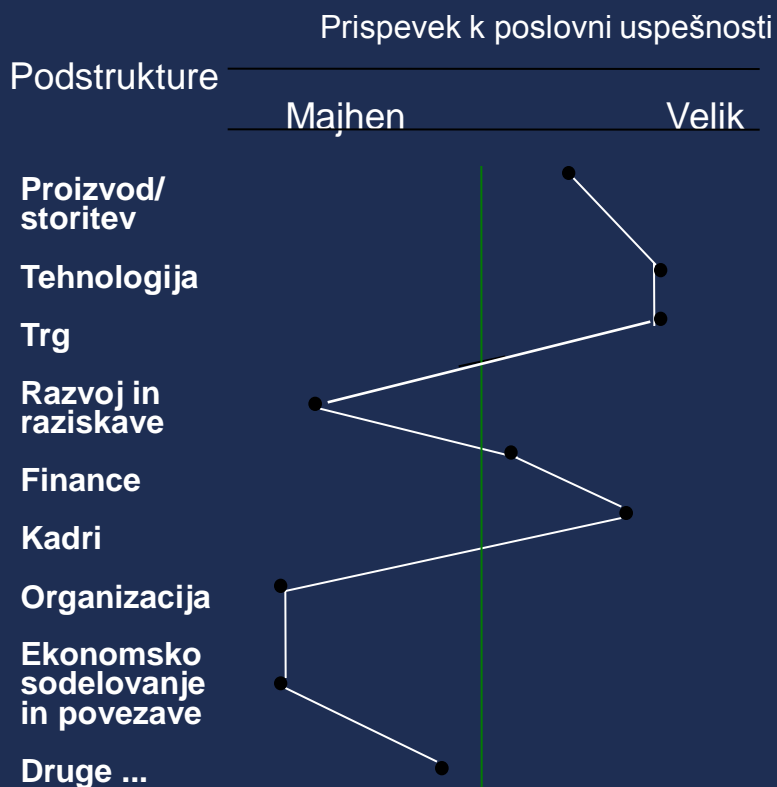 Prispevek k poslovni uspešnosti
Podstrukture
Majhen Velik
Proizvod/
storitev
Tehnologija
Trg
Razvoj in
raziskave
Finance
Kadri
Organizacija
Ekonomsko
sodelovanje
in povezave
Druge ...